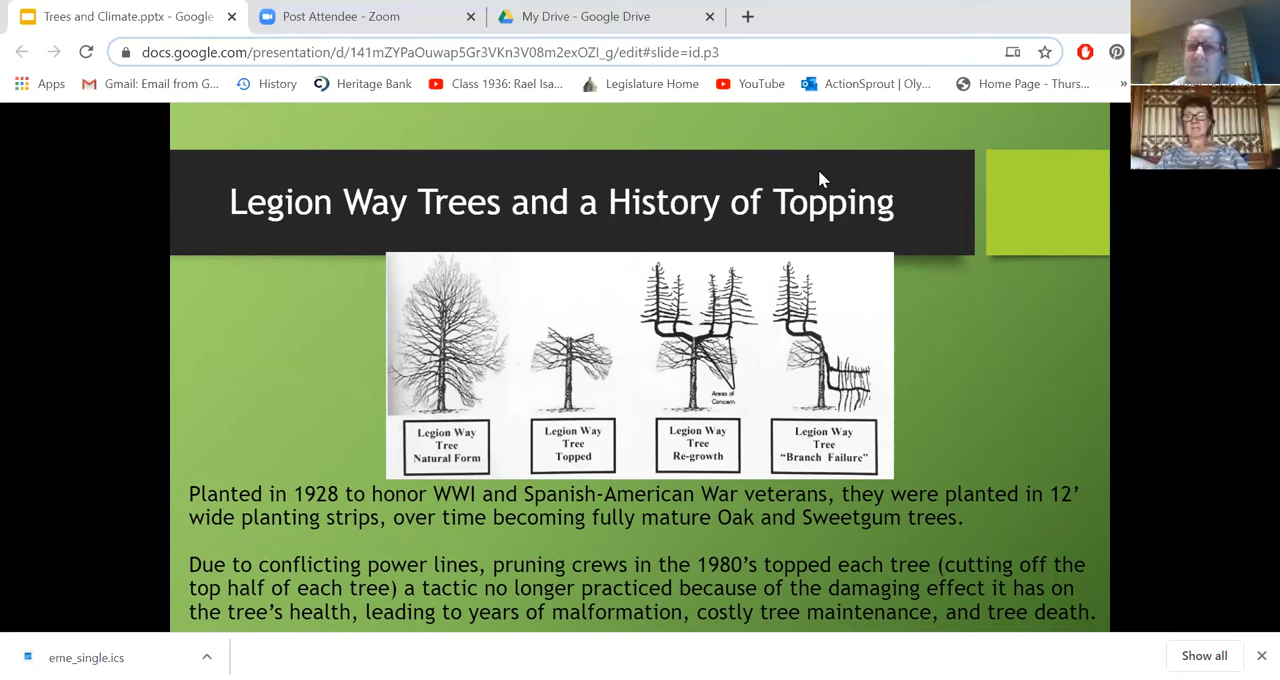 Trees and Climate.pptx - Google
Post Attendee - Zoom
My Drive - Google Drive
docs.google.com/presentation/d/141mZYPaOuwap5Gr3VKn3V08m2exOZI_g/edit#slide=id.p3
Apps
Gmail: Email from G...
History
Heritage Bank
Class 1936: Rael Isa...
Legislature Home
YouTube
ActionSprout | Oly...
Home Page - Thurs...
»
Legion Way Trees and a History of Topping
Areas of
Concern
Legion Way
Tree
Natural Form
Legion Way
Tree
Topped
Legion Way
Tree
Re-growth
Legion Way
Tree
“Branch Failure”
Planted in 1928 to honor WWI and Spanish-American War veterans, they were planted in 12’
wide planting strips, over time becoming fully mature Oak and Sweetgum trees.
Due to conflicting power lines, pruning crews in the 1980’s topped each tree (cutting off the
top half of each tree) a tactic no longer practiced because of the damaging effect it has on
the tree’s health, leading to years of malformation, costly tree maintenance, and tree death.
eme_single.ics
Show all